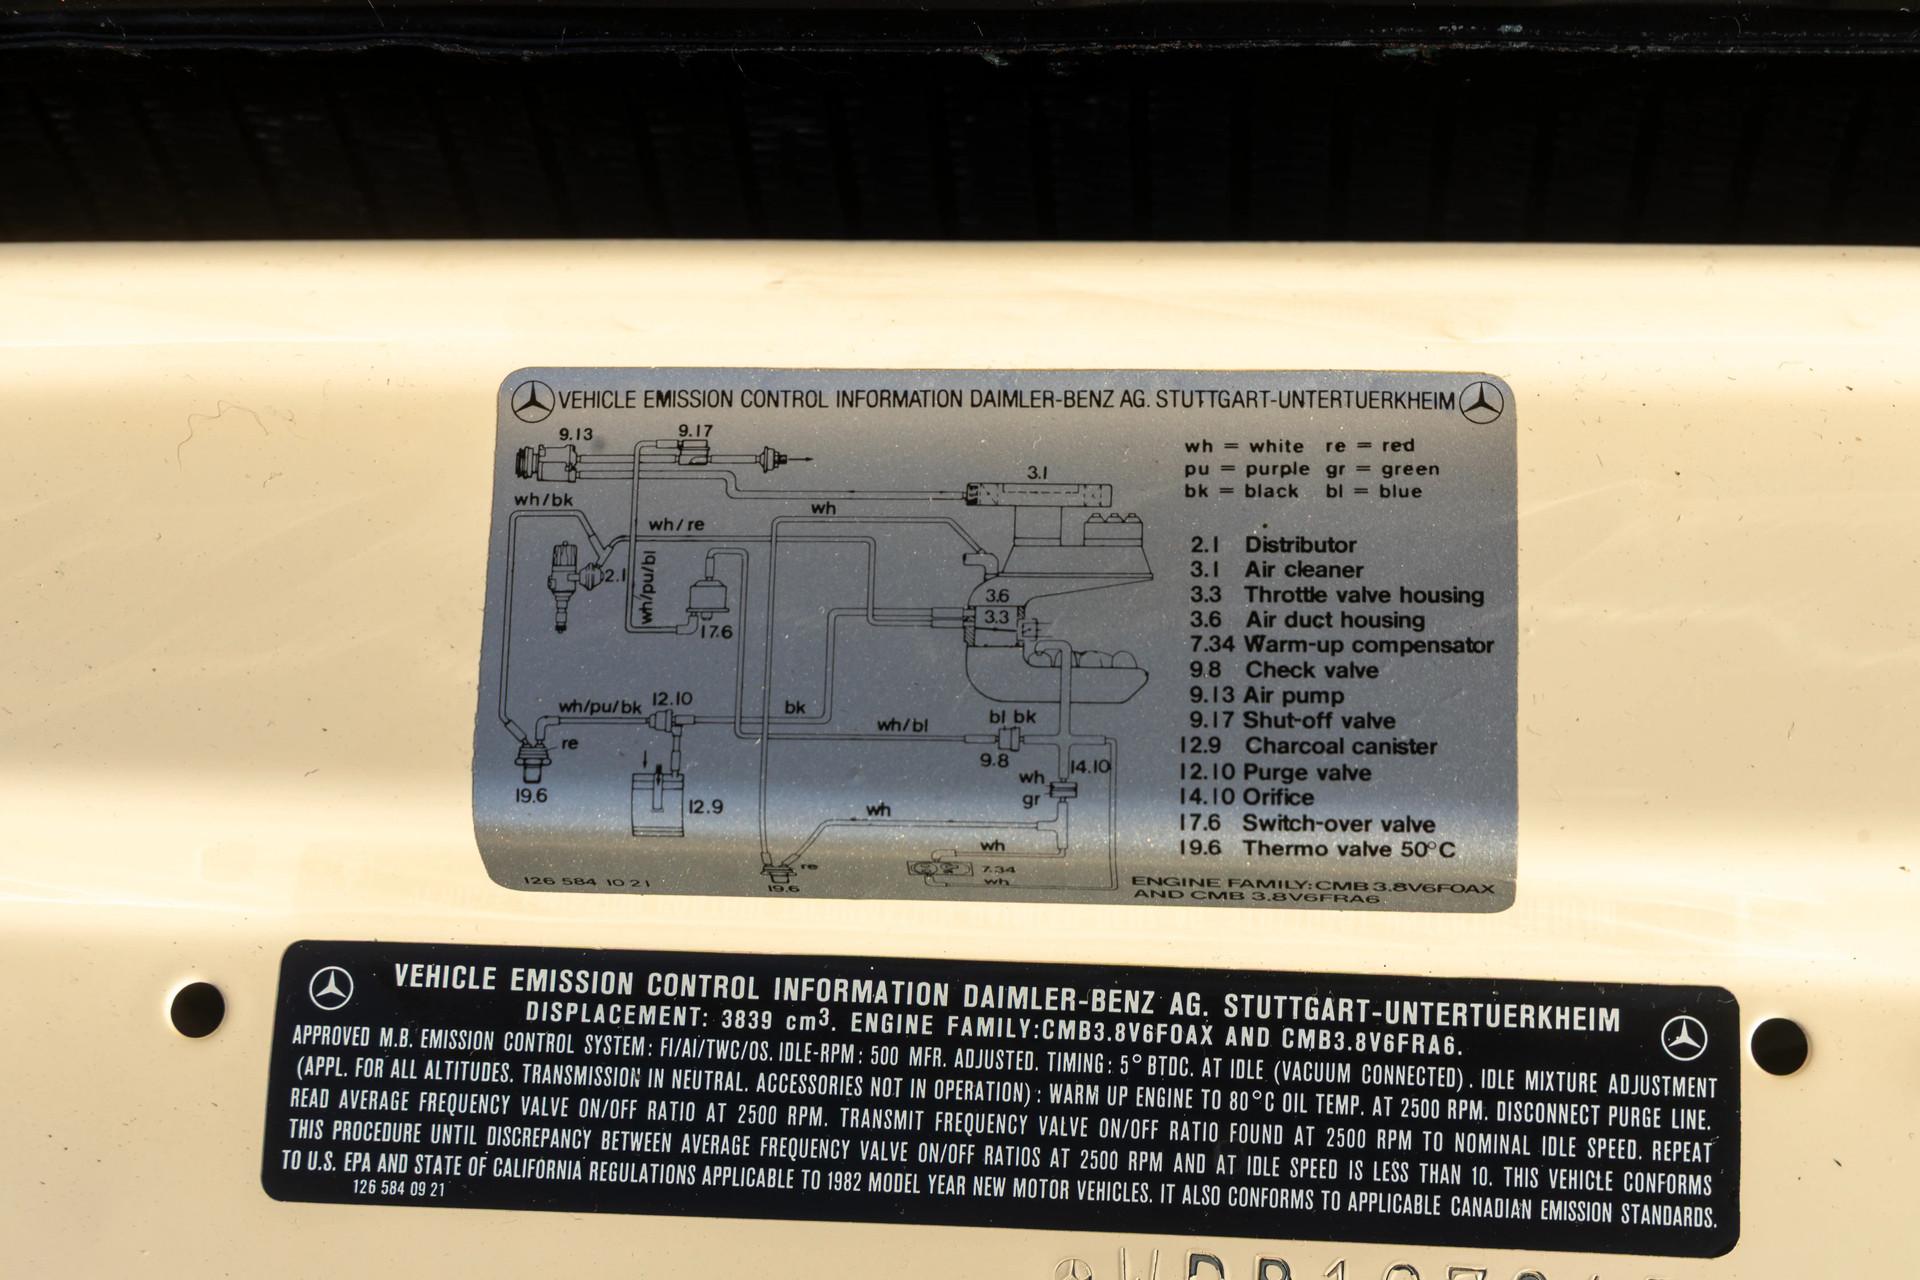 VEHICLE EMISSION CONTROL INFORMATION DAIMLER-BENZ AG. STUTTGART-UNTERTUERKHEIM
9.13
9.17
wh/bk
wh/re
wh
3.1
2.1
wh/pu/bl
17.6
3.6
3.3
wh/pu/bk
12.10
bk
wh/bl
bl bk
re
9.8
14.10
wh
gr
19.6
12.9
wh
wh
re
7.34
wh
19.6
126 584 10 21
wh = white re = red
pu = purple gr = green
bk = black bl = blue
2.1 Distributor
3.1 Air cleaner
3.3 Throttle valve housing
3.6 Air duct housing
7.34 Warm-up compensator
9.8 Check valve
9.13 Air pump
9.17 Shut-off valve
12.9 Charcoal canister
12.10 Purge valve
14.10 Orifice
17.6 Switch-over valve
19.6 Thermo valve 50°C
ENGINE FAMILY:CMB 3.8V6FOAX
AND CMB 3.8V6FRA6
VEHICLE EMISSION CONTROL INFORMATION DAIMLER-BENZ AG. STUTTGART-UNTERTUERKHEIM
DISPLACEMENT: 3839 cm³. ENGINE FAMILY:CMB3.8V6FOAX AND CMB3.8V6FRA6.
APPROVED M.B. EMISSION CONTROL SYSTEM: FI/AI/TWC/OS. IDLE-RPM: 500 MFR. ADJUSTED. TIMING: 5° BTDC. AT IDLE (VACUUM CONNECTED). IDLE MIXTURE ADJUSTMENT
(APPL. FOR ALL ALTITUDES. TRANSMISSION IN NEUTRAL. ACCESSORIES NOT IN OPERATION): WARM UP ENGINE TO 80°C OIL TEMP. AT 2500 RPM. DISCONNECT PURGE LINE.
READ AVERAGE FREQUENCY VALVE ON/OFF RATIO AT 2500 RPM. TRANSMIT FREQUENCY VALVE ON/OFF RATIO FOUND AT 2500 RPM TO NOMINAL IDLE SPEED. REPEAT
THIS PROCEDURE UNTIL DISCREPANCY BETWEEN AVERAGE FREQUENCY VALVE ON/OFF RATIOS AT 2500 RPM AND AT IDLE SPEED IS LESS THAN 10. THIS VEHICLE CONFORMS
TO U.S. EPA AND STATE OF CALIFORNIA REGULATIONS APPLICABLE TO 1982 MODEL YEAR NEW MOTOR VEHICLES. IT ALSO CONFORMS TO APPLICABLE CANADIAN EMISSION STANDARDS.
126 584 09 21